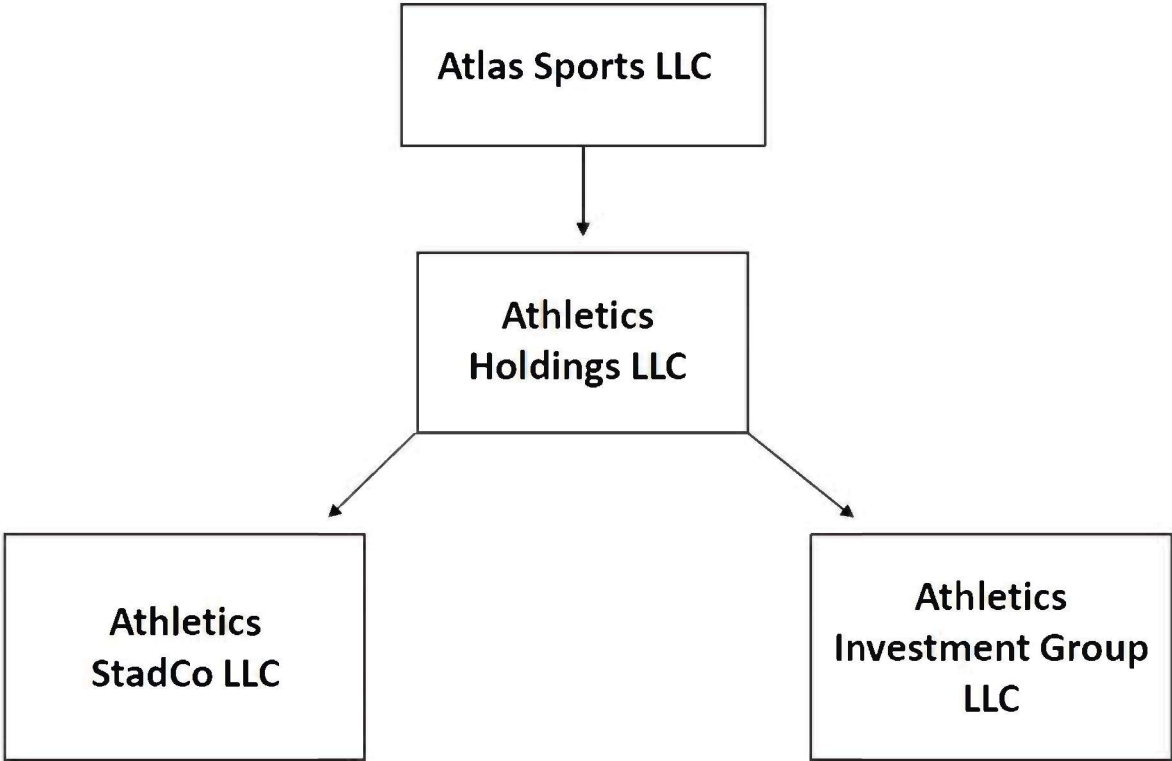 Atlas Sports LLC
Athletics
Holdings LLC
Athletics
StadCo LLC
Athletics
Investment Group
LLC